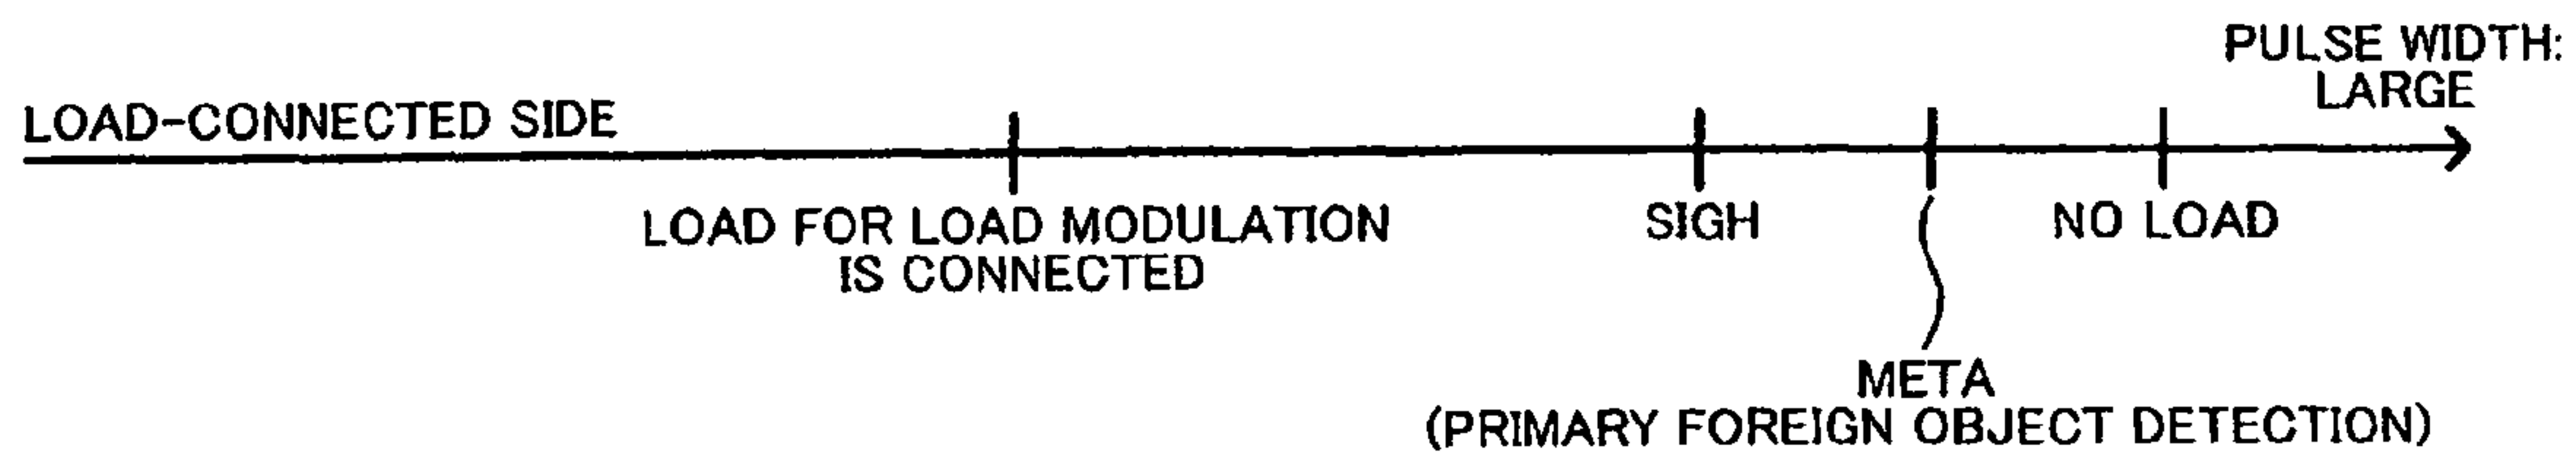 PULSE WIDTH:
LARGE
LOAD-CONNECTED SIDE
LOAD FOR LOAD MODULATION
IS CONNECTED
SIGH
NO LOAD
META
(PRIMARY FOREIGN OBJECT DETECTION)